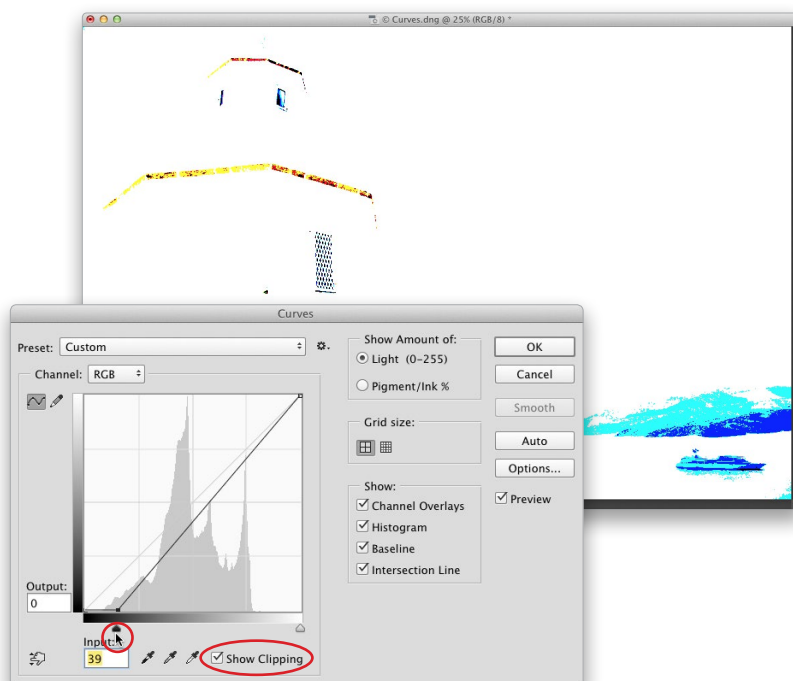 © Curves.dng @ 25% (RGB/8) *
Curves
Preset: Custom
Channel: RGB
Output:
0
Input:
39
Show Clipping
Show Amount of:
Light (0-255)
Pigment/Ink %
Grid size:
Show:
Channel Overlays
Histogram
Baseline
Intersection Line
OK
Cancel
Smooth
Auto
Options...
Preview